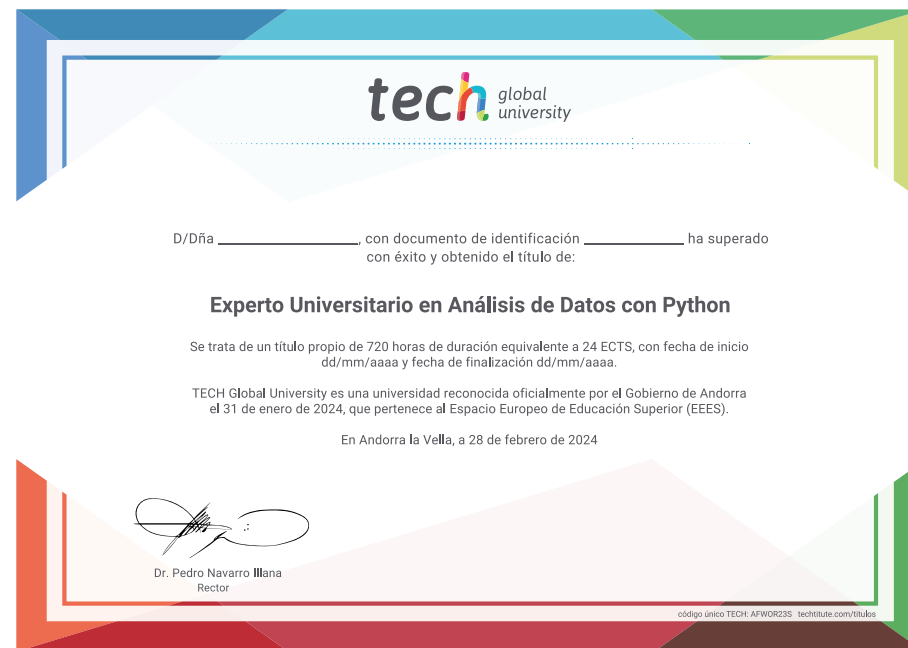 tech global university
D/Dña ____________________, con documento de identificación ______________ ha superado
con éxito y obtenido el título de:
Experto Universitario en Análisis de Datos con Python
Se trata de un título propio de 720 horas de duración equivalente a 24 ECTS, con fecha de inicio
dd/mm/aaaa y fecha de finalización dd/mm/aaaa.
TECH Global University es una universidad reconocida oficialmente por el Gobierno de Andorra
el 31 de enero de 2024, que pertenece al Espacio Europeo de Educación Superior (EEES).
En Andorra la Vella, a 28 de febrero de 2024
Dr. Pedro Navarro Illana
Rector
código único TECH: AFWOR23S techtitute.com/titulos